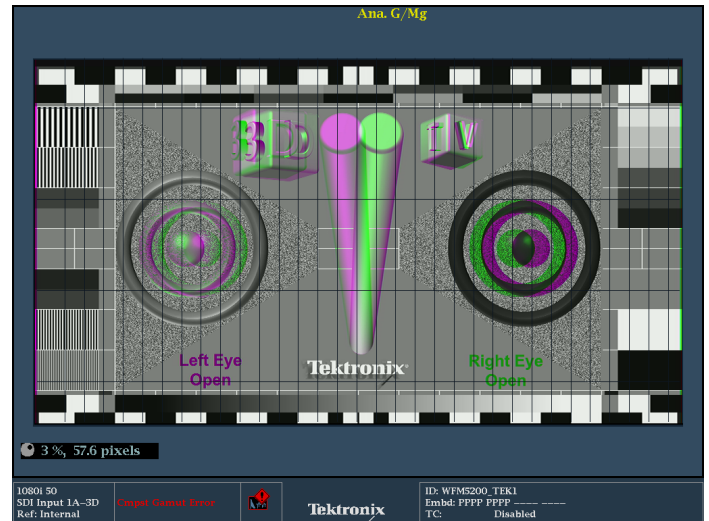 Ana. G/Mg
3D TV
Left Eye
Open
Tektronix®
Right Eye
Open
3 %, 57.6 pixels
1080i 50
SDI Input 1A-3D
Ref: Internal
Cmpst Gamut Error
Tektronix
ID: WFM5200_TEK1
Embd: PPPP PPPP ---- ----
TC: Disabled